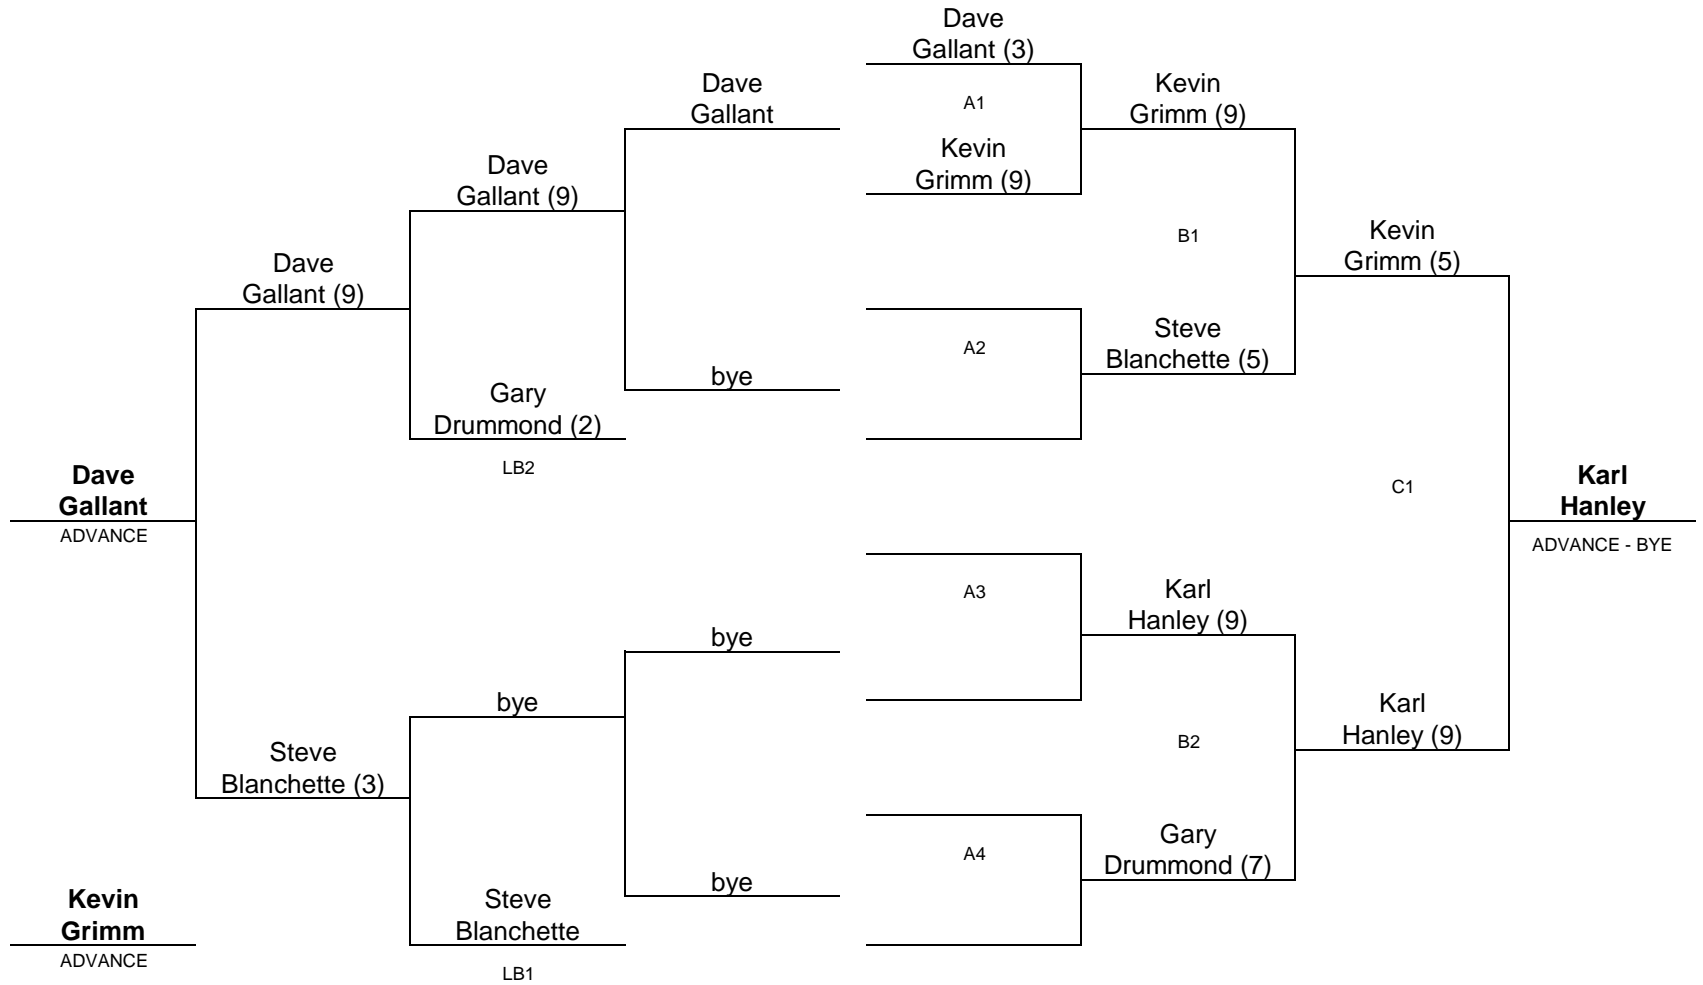 Dave
Gallant (3)
Dave
Gallant
A1
Kevin
Grimm (9)
Kevin
Grimm (9)
Dave
Gallant (9)
B1
Kevin
Grimm (5)
Dave
Gallant (9)
A2
Steve
Blanchette (5)
bye
Gary
Drummond (2)
LB2
Dave
Gallant
ADVANCE
C1
Karl
Hanley
ADVANCE - BYE
A3
Karl
Hanley (9)
bye
bye
Steve
Blanchette (3)
B2
Karl
Hanley (9)
A4
Gary
Drummond (7)
bye
Kevin
Grimm
ADVANCE
Steve
Blanchette
LB1